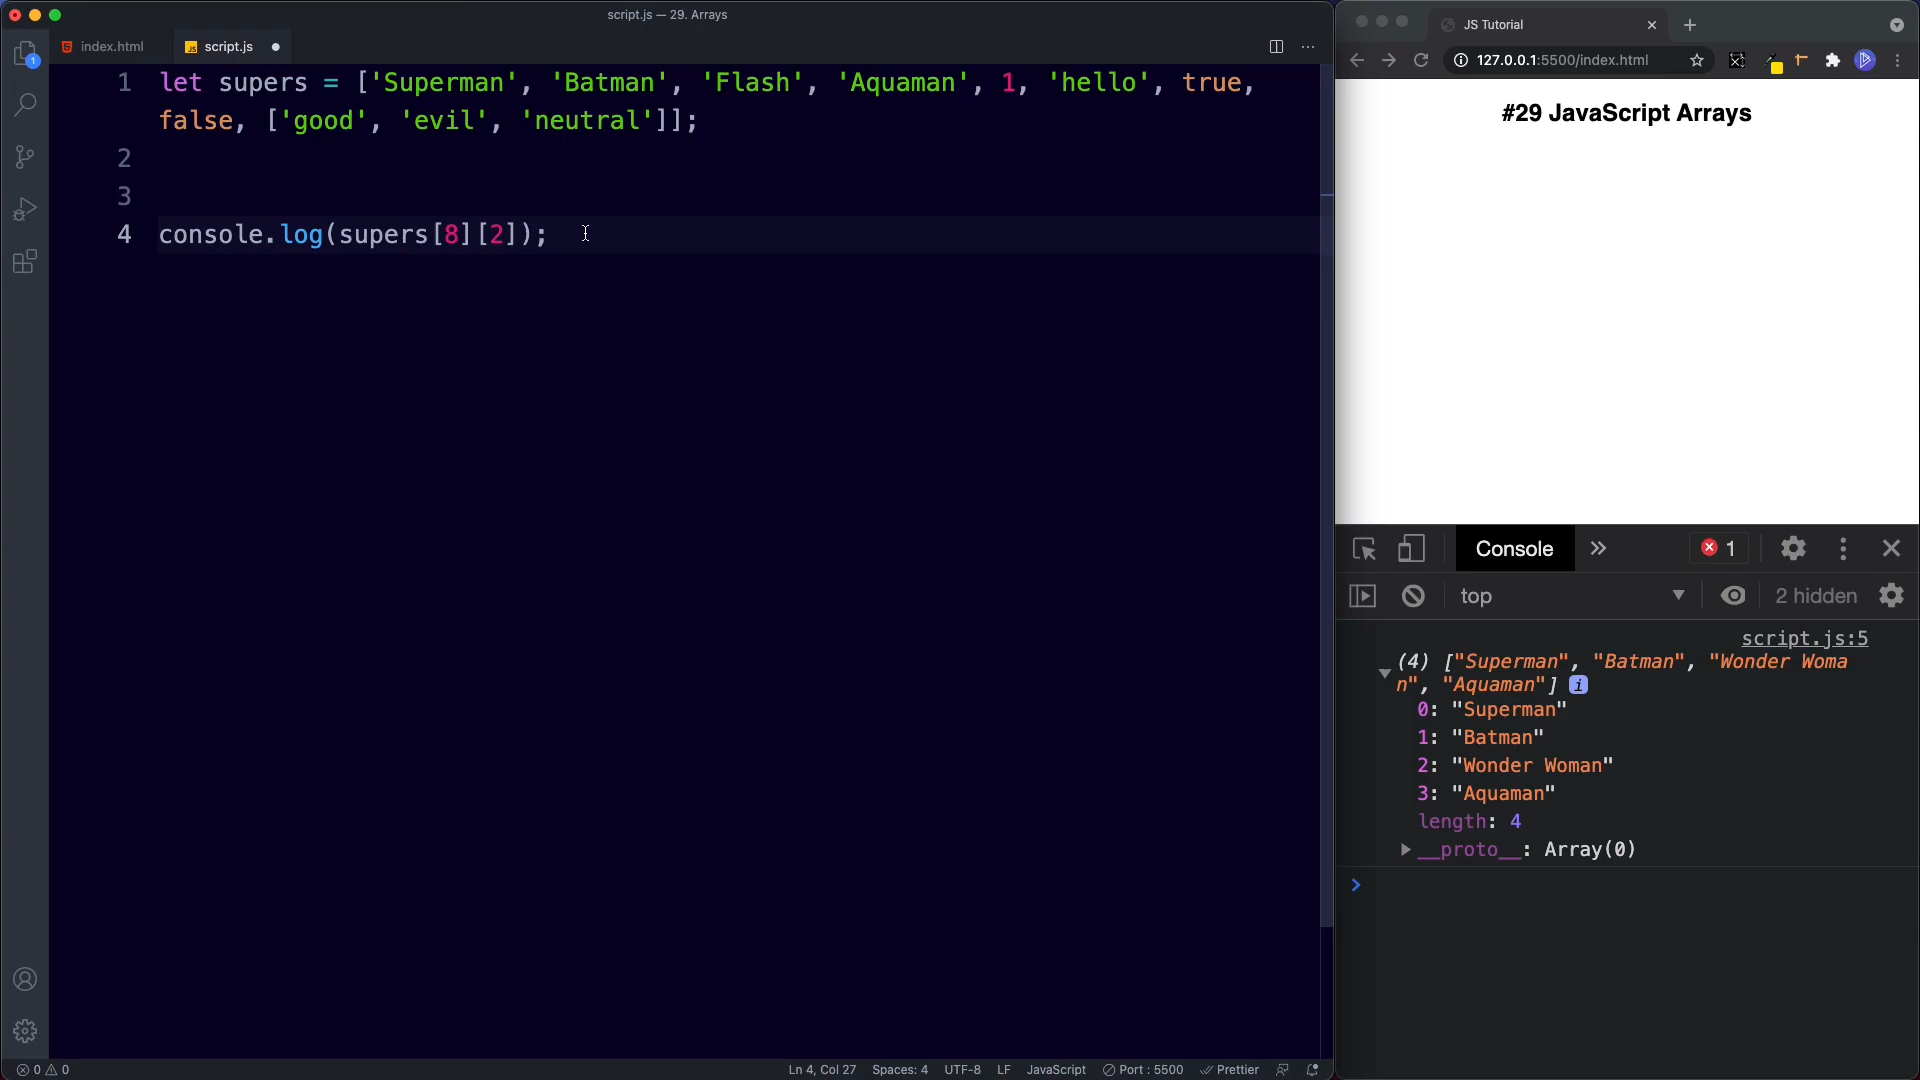 script.js — 29. Arrays
index.html
script.js
1
1 let supers = ['Superman', 'Batman', 'Flash', 'Aquaman', 1, 'hello', true,
false, ['good', 'evil', 'neutral']];
2
3
4 console.log(supers[8][2]);
0 0
Ln 4, Col 27 Spaces: 4 UTF-8 LF JavaScript Port : 5500 Prettier
JS Tutorial
127.0.0.1:5500/index.html
#29 JavaScript Arrays
Console 1
top 2 hidden
script.js:5
(4) ["Superman", "Batman", "Wonder Woma
n", "Aquaman"] i
0: "Superman"
1: "Batman"
2: "Wonder Woman"
3: "Aquaman"
length: 4
__proto__: Array(0)